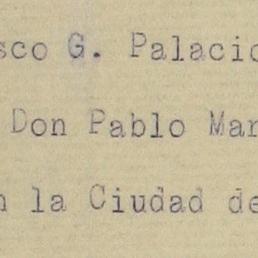 sco G. Palacio
Don Pablo Mar
n la Ciudad de